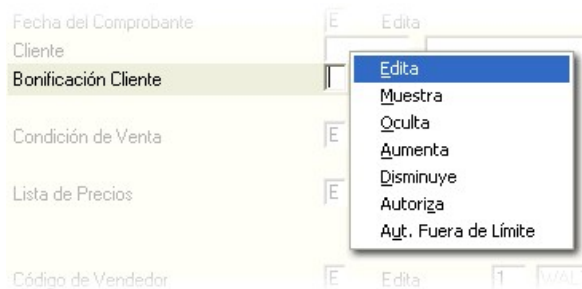 Fecha del Comprobante E Edita
Cliente
Bonificación Cliente
Edita
Muestra
Oculta
Aumenta
Disminuye
Autoriza
Aut. Fuera de Límite
Condición de Venta E
Lista de Precios E
Código de Vendedor E Edita 1